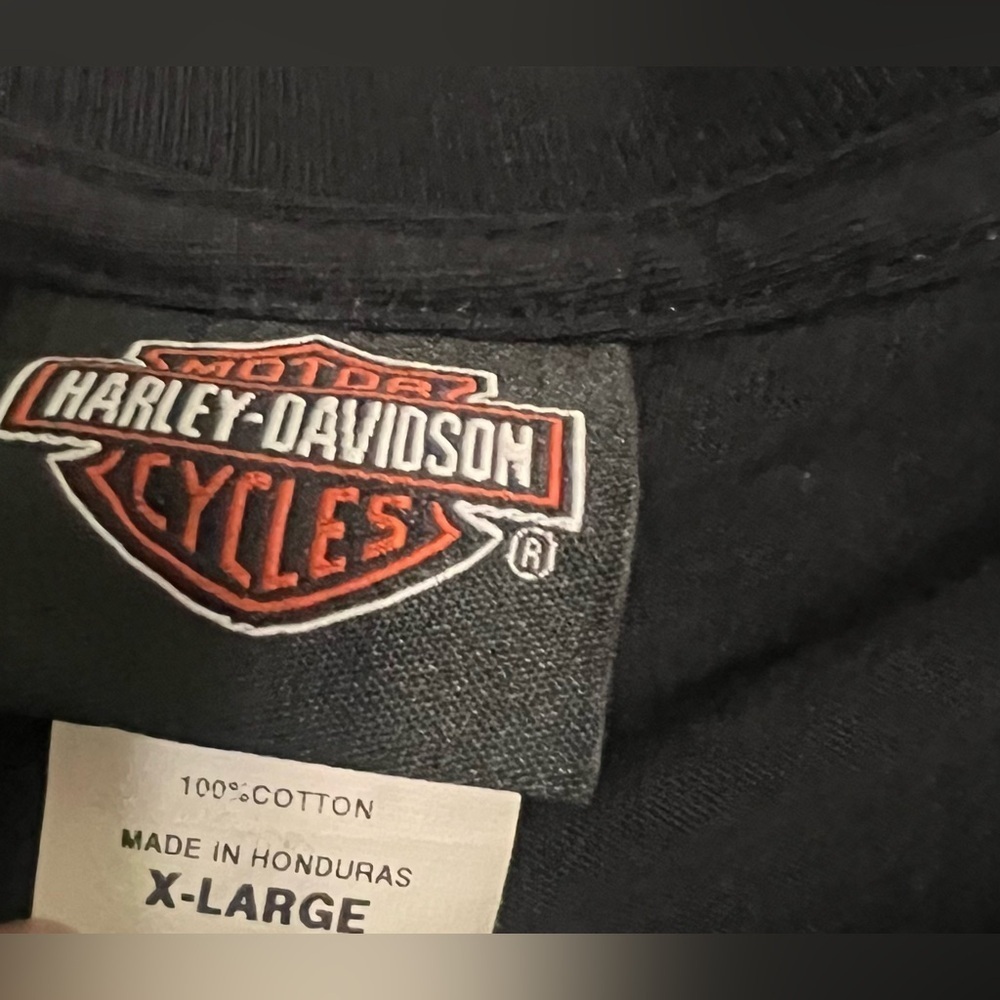 MOTOR
HARLEY-DAVIDSON
CYCLES
®
100%COTTON
MADE IN HONDURAS
X-LARGE